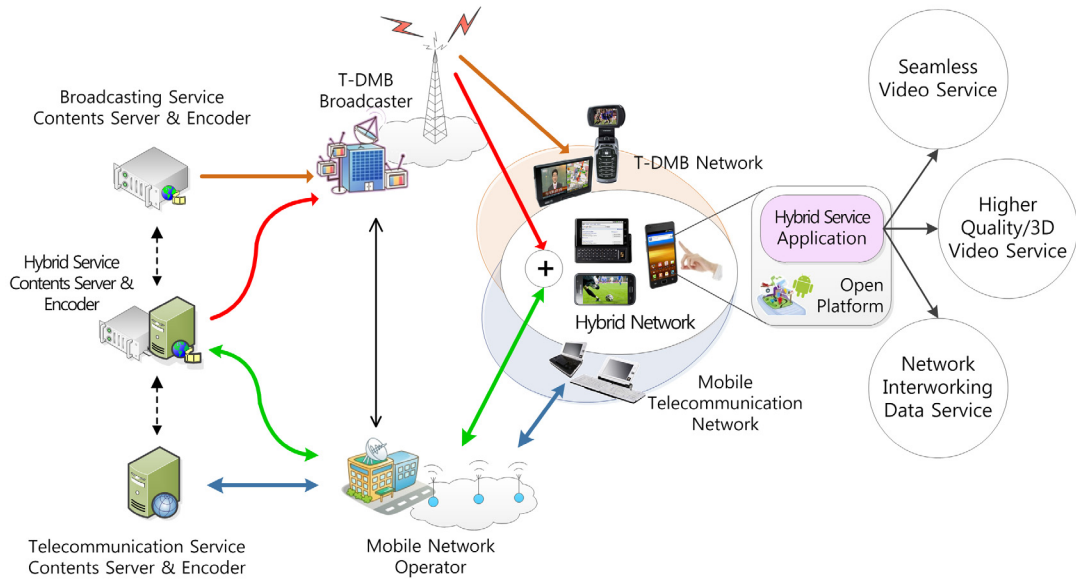 Broadcasting Service
Contents Server & Encoder
T-DMB
Broadcaster
T-DMB Network
Seamless
Video Service
Hybrid Service
Application
Higher
Quality/3D
Video Service
Hybrid Service
Contents Server &
Encoder
+
Open
Platform
Hybrid Network
Mobile
Telecommunication
Network
Network
Interworking
Data Service
Telecommunication Service
Contents Server & Encoder
Mobile Network
Operator